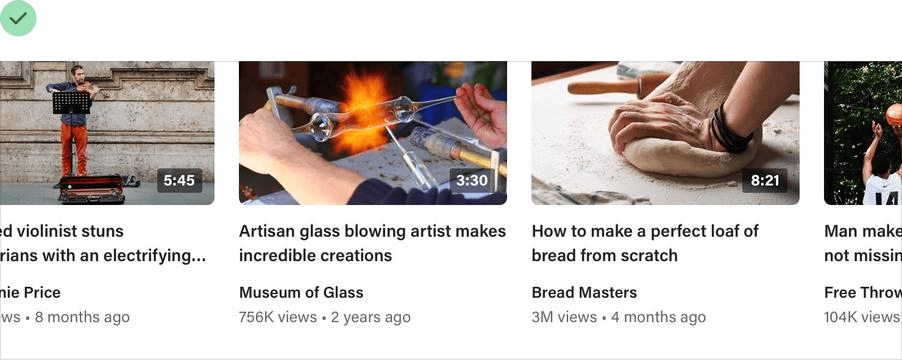 5:45
3:30
8:21
14
ed violinist stuns
rians with an electrifying...
nie Price
ws • 8 months ago
Artisan glass blowing artist makes
incredible creations
Museum of Glass
756K views • 2 years ago
How to make a perfect loaf of
bread from scratch
Bread Masters
3M views • 4 months ago
Man make
not missin
Free Throw
104K views